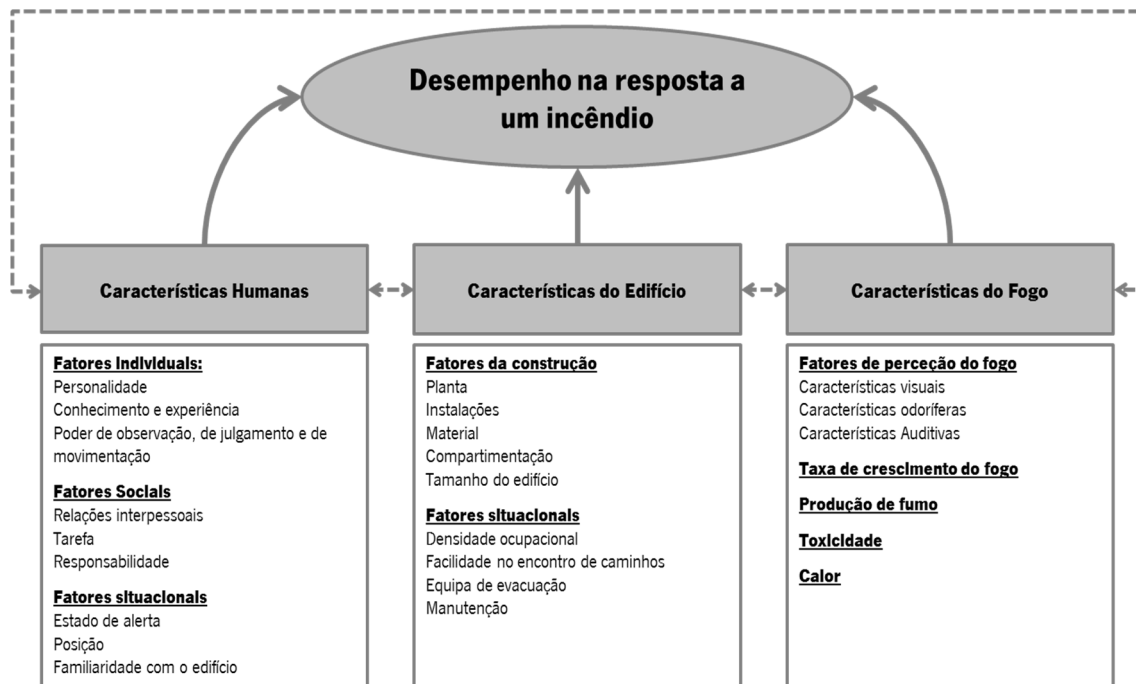 Desempenho na resposta a
um incêndio
Características Humanas
Fatores Individuais:
Personalidade
Conhecimento e experiência
Poder de observação, de julgamento e de
movimentação
Fatores Sociais
Relações interpessoais
Tarefa
Responsabilidade
Fatores situacionais
Estado de alerta
Posição
Familiaridade com o edifício
Características do Edifício
Fatores da construção
Planta
Instalações
Material
Compartimentação
Tamanho do edifício
Fatores situacionais
Densidade ocupacional
Facilidade no encontro de caminhos
Equipa de evacuação
Manutenção
Características do Fogo
Fatores de perceção do fogo
Características visuais
Características odoríferas
Características Auditivas
Taxa de crescimento do fogo
Produção de fumo
Toxicidade
Calor